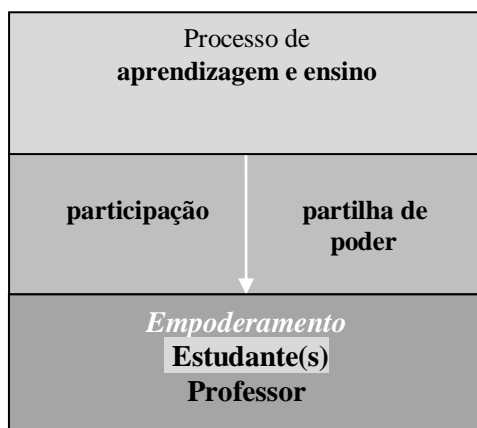 Processo de
aprendizagem e ensino
participação
partilha de
poder
Empoderamento
Estudante(s)
Professor